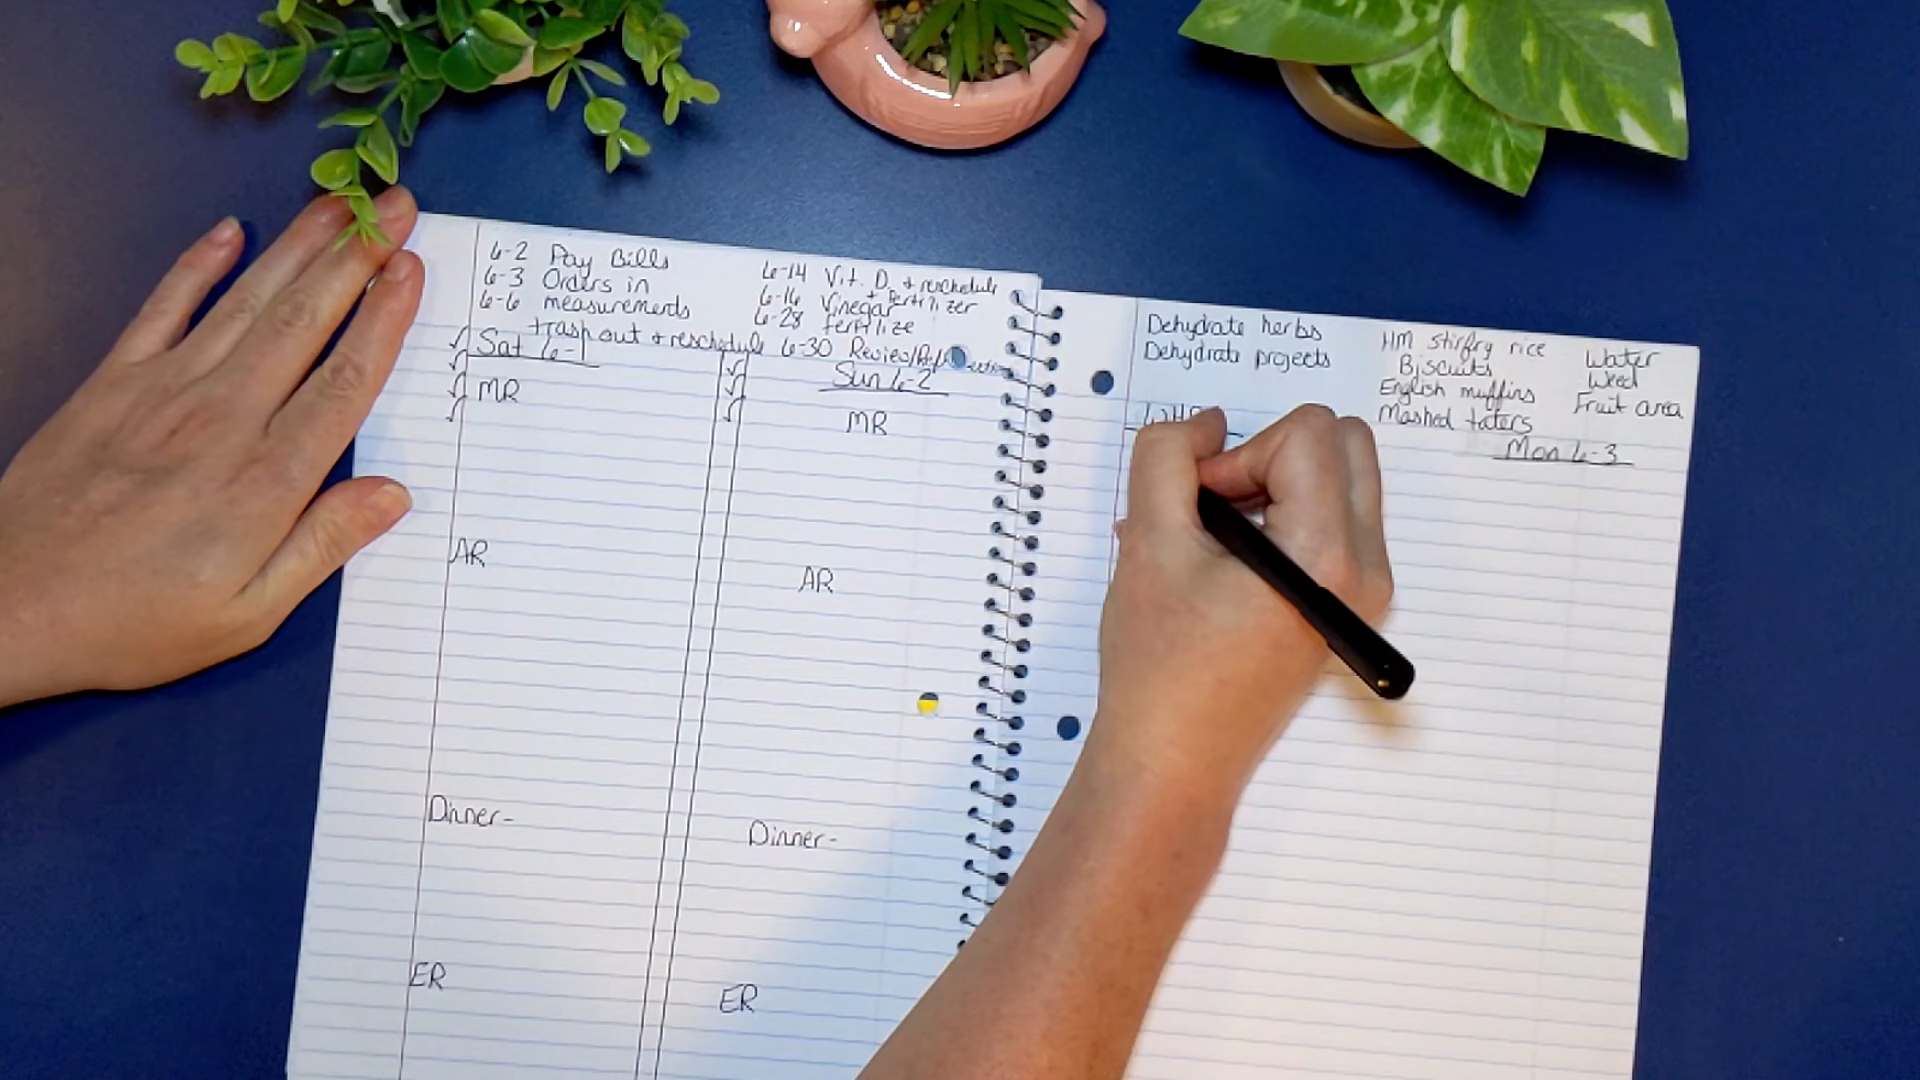 6-2 Pay Bills
6-3 Orders in
6-6 measurements
trash out + reschedule
6-14 Vit. D. + reschedule
6-16 Vinegar + fertilizer
6-28 fertilize
6-30
Sat 6-1
MR
AR
Dinner-
ER
Sun 6-2
MR
AR
Dinner-
ER
Dehydrate herbs
Dehydrate projects
HM stirfry rice
Biscuits
English muffins
Mashed taters
Water
Weed
Fruit area
Mon 6-3